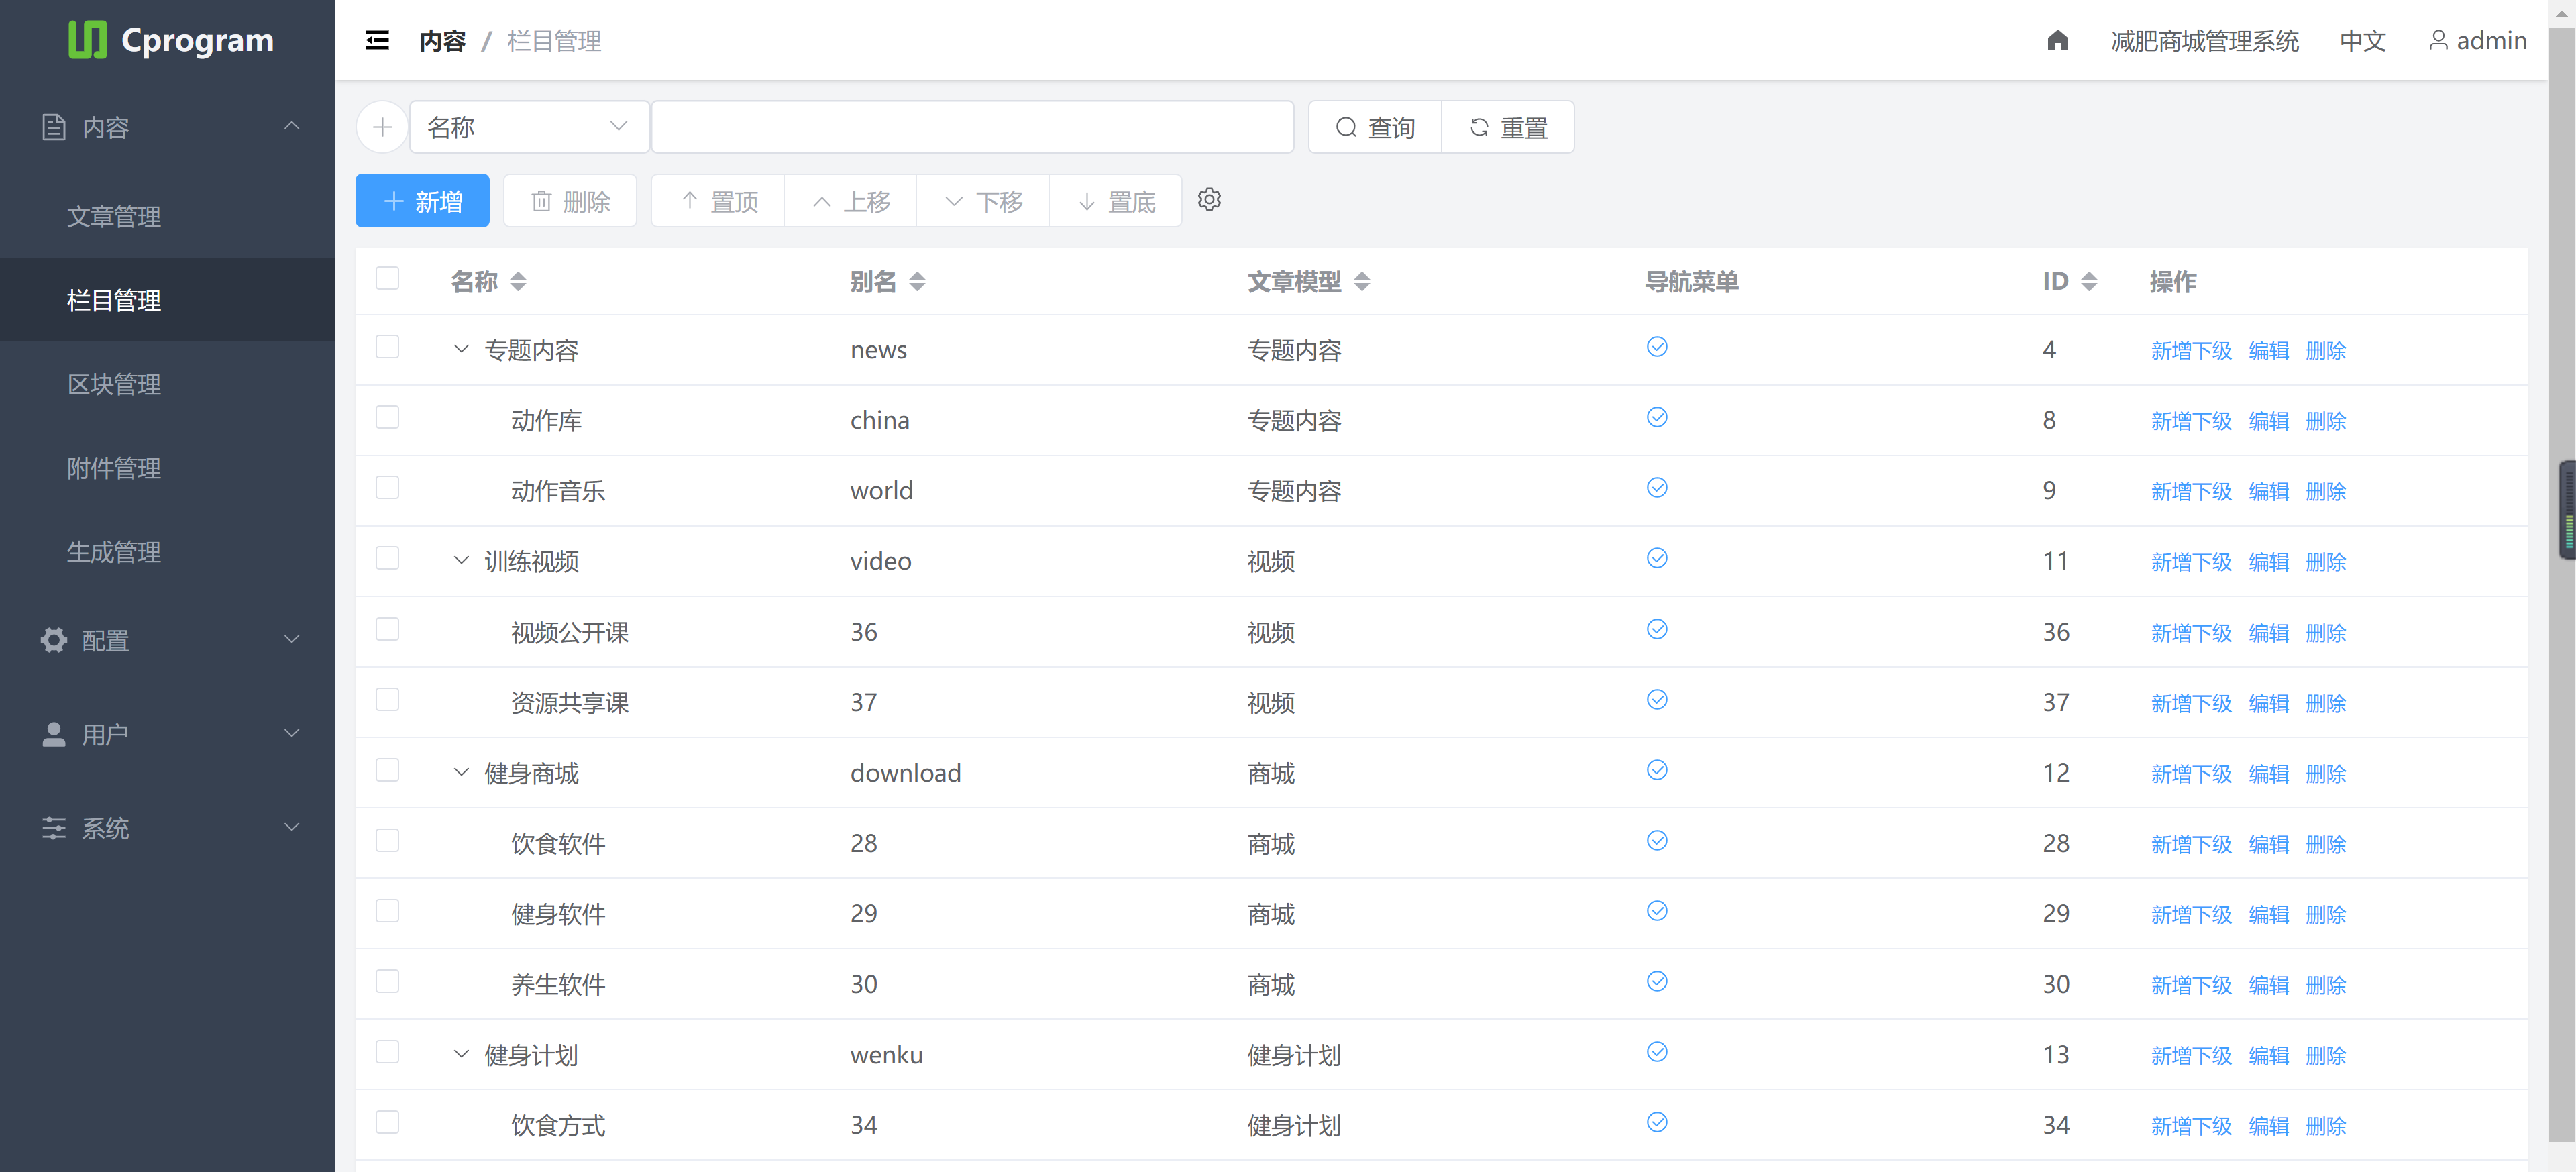 Cprogram
内容 / 栏目管理
减肥商城管理系统 中文 admin
内容
文章管理
栏目管理
区块管理
附件管理
生成管理
配置
用户
系统
名称 查询 重置
新增 删除 置顶 上移 下移 置底
名称 别名 文章模型 导航菜单 ID 操作
专题内容 news 专题内容 4 新增下级 编辑 删除
动作库 china 专题内容 8 新增下级 编辑 删除
动作音乐 world 专题内容 9 新增下级 编辑 删除
训练视频 video 视频 11 新增下级 编辑 删除
视频公开课 36 视频 36 新增下级 编辑 删除
资源共享课 37 视频 37 新增下级 编辑 删除
健身商城 download 商城 12 新增下级 编辑 删除
饮食软件 28 商城 28 新增下级 编辑 删除
健身软件 29 商城 29 新增下级 编辑 删除
养生软件 30 商城 30 新增下级 编辑 删除
健身计划 wenku 健身计划 13 新增下级 编辑 删除
饮食方式 34 健身计划 34 新增下级 编辑 删除